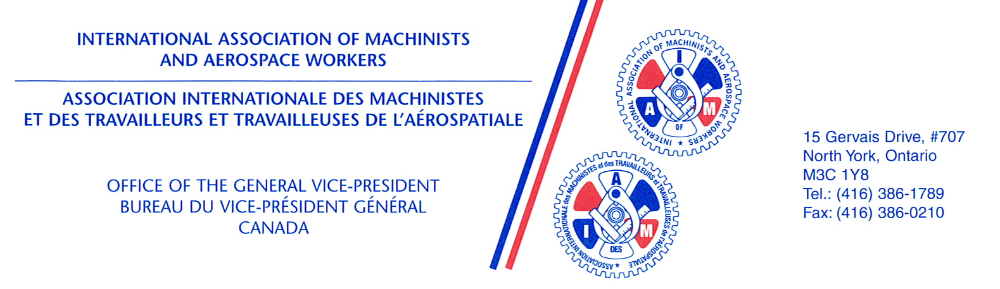 INTERNATIONAL ASSOCIATION OF MACHINISTS
AND AEROSPACE WORKERS
ASSOCIATION INTERNATIONALE DES MACHINISTES
ET DES TRAVAILLEURS ET TRAVAILLEUSES DE L'AÉROSPATIALE
OFFICE OF THE GENERAL VICE-PRESIDENT
BUREAU DU VICE-PRÉSIDENT GÉNÉRAL
CANADA
INTERNATIONAL ASSOCIATION OF MACHINISTS AND AEROSPACE WORKERS ★
I
A M
OF
ASSOCIATION INTERNATIONALE des MACHINISTES et des TRAVAILLEURS et TRAVAILLEUSES de l'AÉROSPATIALE ★
A
I M
DES
15 Gervais Drive, #707
North York, Ontario
M3C 1Y8
Tel.: (416) 386-1789
Fax: (416) 386-0210